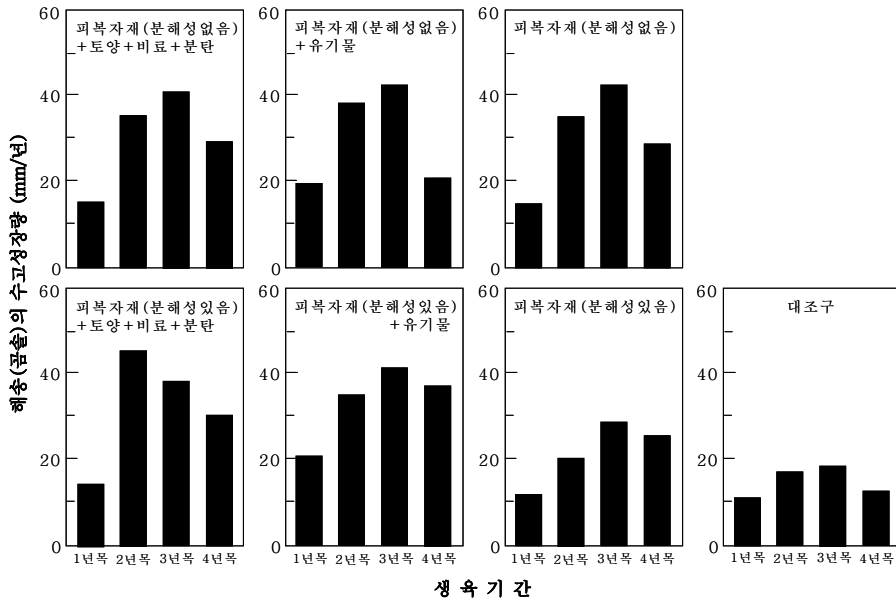 해송(곰솔)의 수고성장량 (mm/년)
피복자재(분해성없음)
+토양+비료+분탄
60
40
20
0
피복자재(분해성없음)
+유기물
60
40
20
0
피복자재(분해성없음)
60
40
20
0
피복자재(분해성있음)
+토양+비료+분탄
60
40
20
0
1년목 2년목 3년목 4년목
피복자재(분해성있음)
+유기물
60
40
20
0
1년목 2년목 3년목 4년목
피복자재(분해성있음)
60
40
20
0
1년목 2년목 3년목 4년목
대조구
60
40
20
0
1년목 2년목 3년목 4년목
생 육 기 간